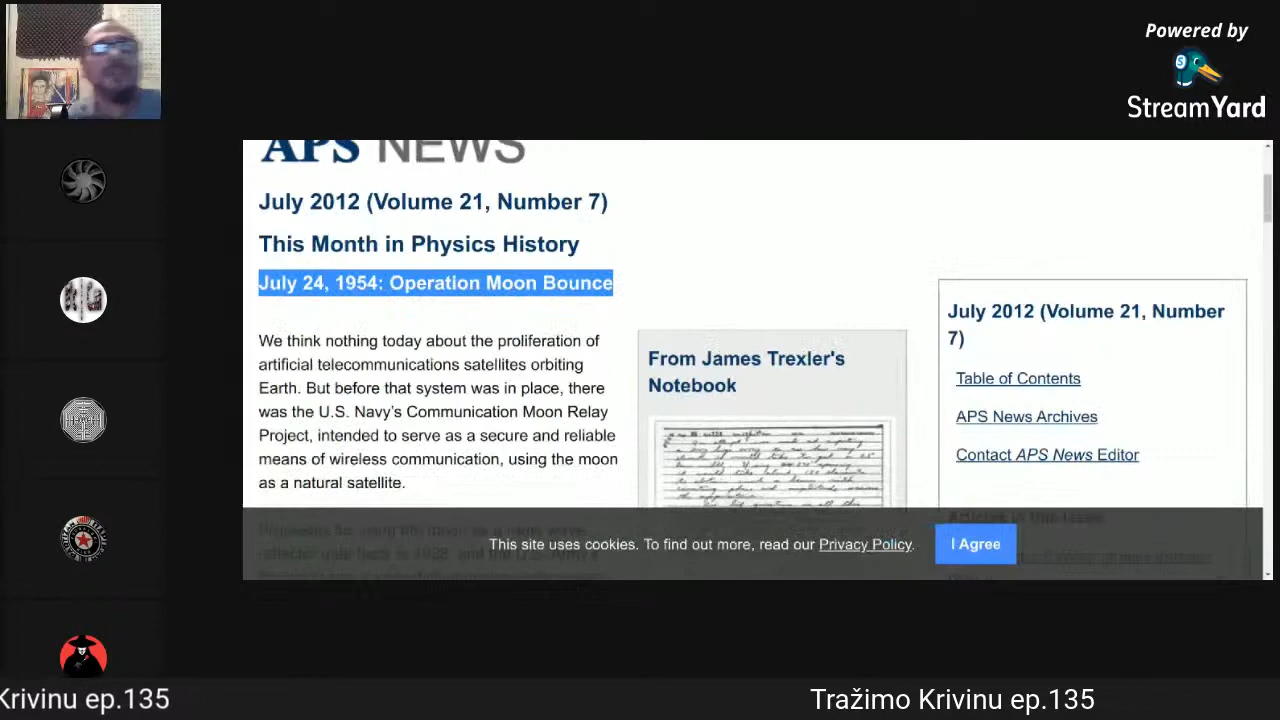 Powered by
StreamYard
APS NEWS
July 2012 (Volume 21, Number 7)
This Month in Physics History
July 24, 1954: Operation Moon Bounce
We think nothing today about the proliferation of
artificial telecommunications satellites orbiting
Earth. But before that system was in place, there
was the U.S. Navy's Communication Moon Relay
Project, intended to serve as a secure and reliable
means of wireless communication, using the moon
as a natural satellite.
From James Trexler's
Notebook
July 2012 (Volume 21, Number
7)
Table of Contents
APS News Archives
Contact APS News Editor
Articles in this Issue
This site uses cookies. To find out more, read our Privacy Policy.
I Agree
Krivinu ep.135
Tražimo Krivinu ep.135